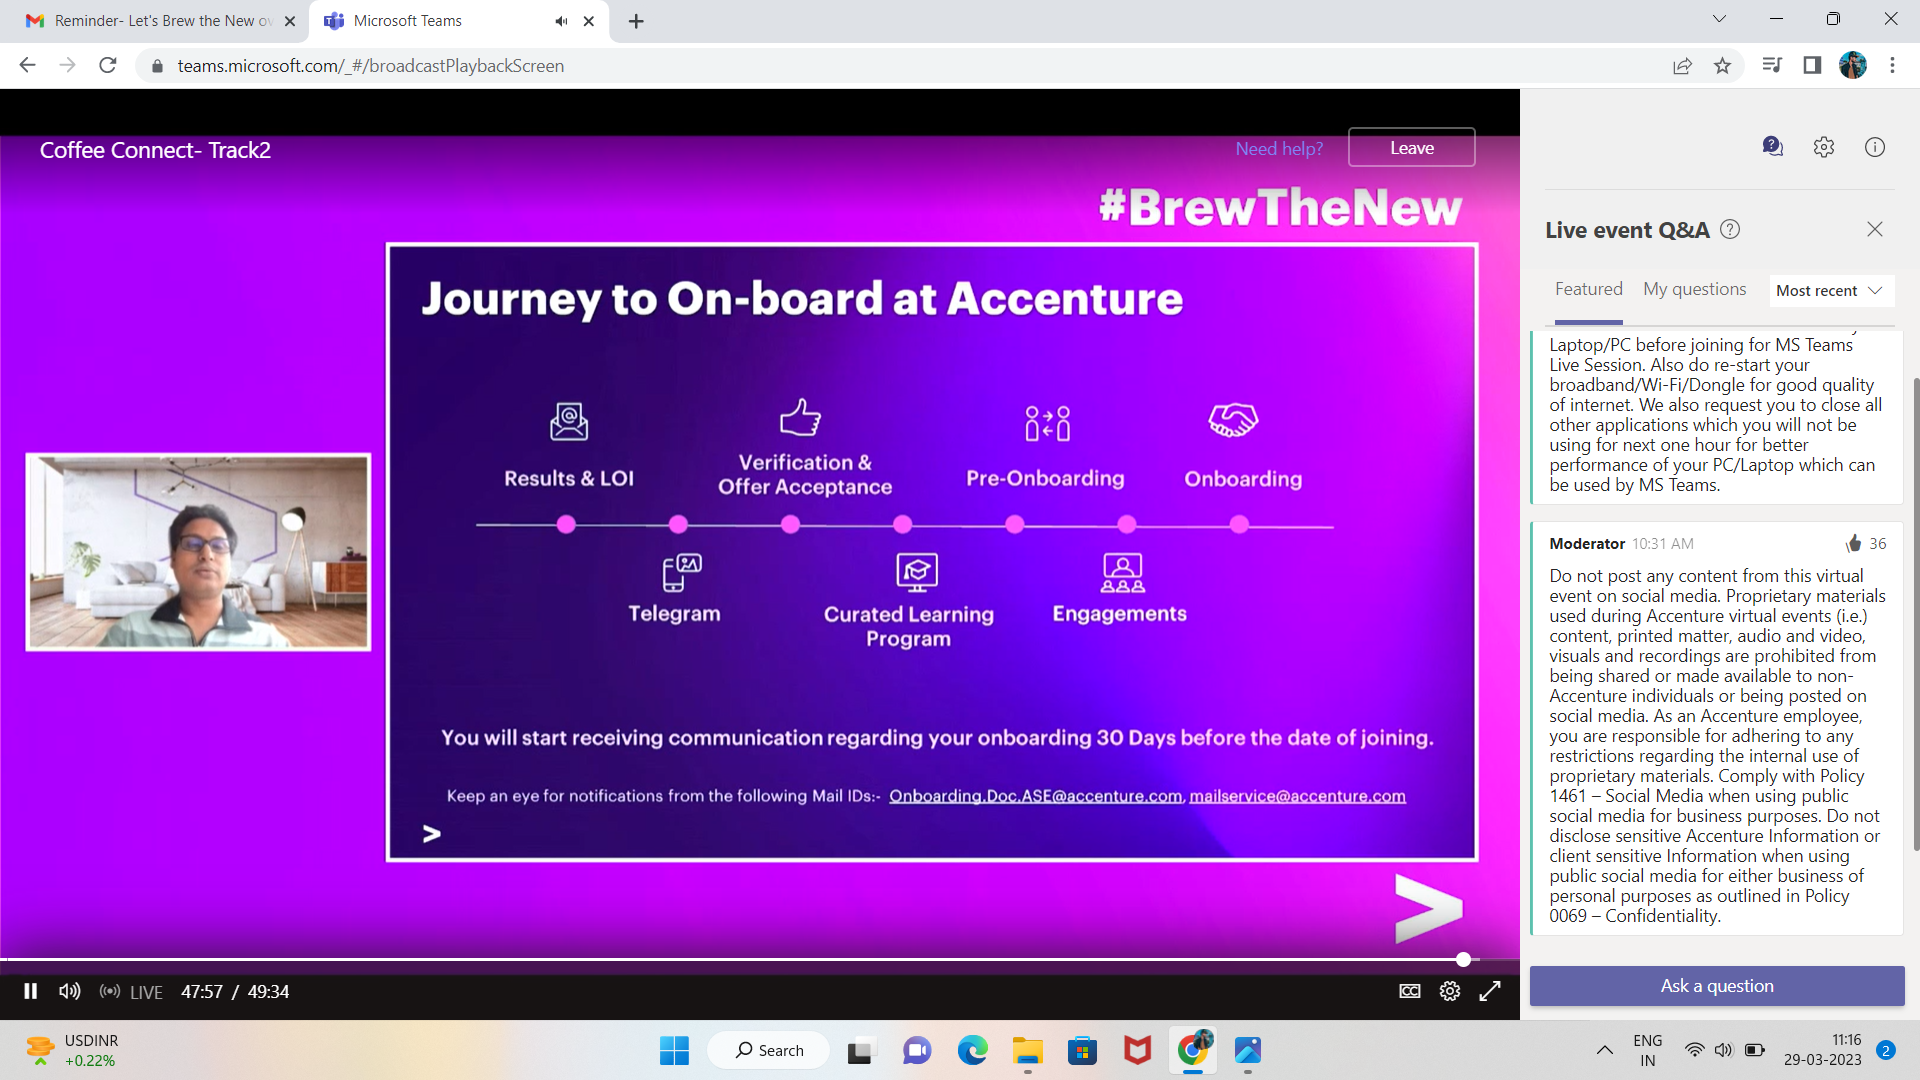 Reminder- Let's Brew the New ov
Microsoft Teams
teams.microsoft.com/_#/broadcastPlaybackScreen
Coffee Connect- Track2
Need help?
Leave
#BrewTheNew
Journey to On-board at Accenture
Results & LOI
Verification &
Offer Acceptance
Pre-Onboarding
Onboarding
Telegram
Curated Learning
Program
Engagements
You will start receiving communication regarding your onboarding 30 Days before the date of joining.
Keep an eye for notifications from the following Mail IDs:- Onboarding.Doc.ASE@accenture.com, mailservice@accenture.com
LIVE
47:57 / 49:34
CC
Live event Q&A
Featured
My questions
Most recent
Laptop/PC before joining for MS Teams
Live Session. Also do re-start your
broadband/Wi-Fi/Dongle for good quality
of internet. We also request you to close all
other applications which you will not be
using for next one hour for better
performance of your PC/Laptop which can
be used by MS Teams.
Moderator 10:31 AM
36
Do not post any content from this virtual
event on social media. Proprietary materials
used during Accenture virtual events (i.e.)
content, printed matter, audio and video,
visuals and recordings are prohibited from
being shared or made available to non-
Accenture individuals or being posted on
social media. As an Accenture employee,
you are responsible for adhering to any
restrictions regarding the internal use of
proprietary materials. Comply with Policy
1461 – Social Media when using public
social media for business purposes. Do not
disclose sensitive Accenture Information or
client sensitive Information when using
public social media for either business of
personal purposes as outlined in Policy
0069 – Confidentiality.
Ask a question
USDINR
+0.22%
Search
ENG
IN
11:16
29-03-2023
2